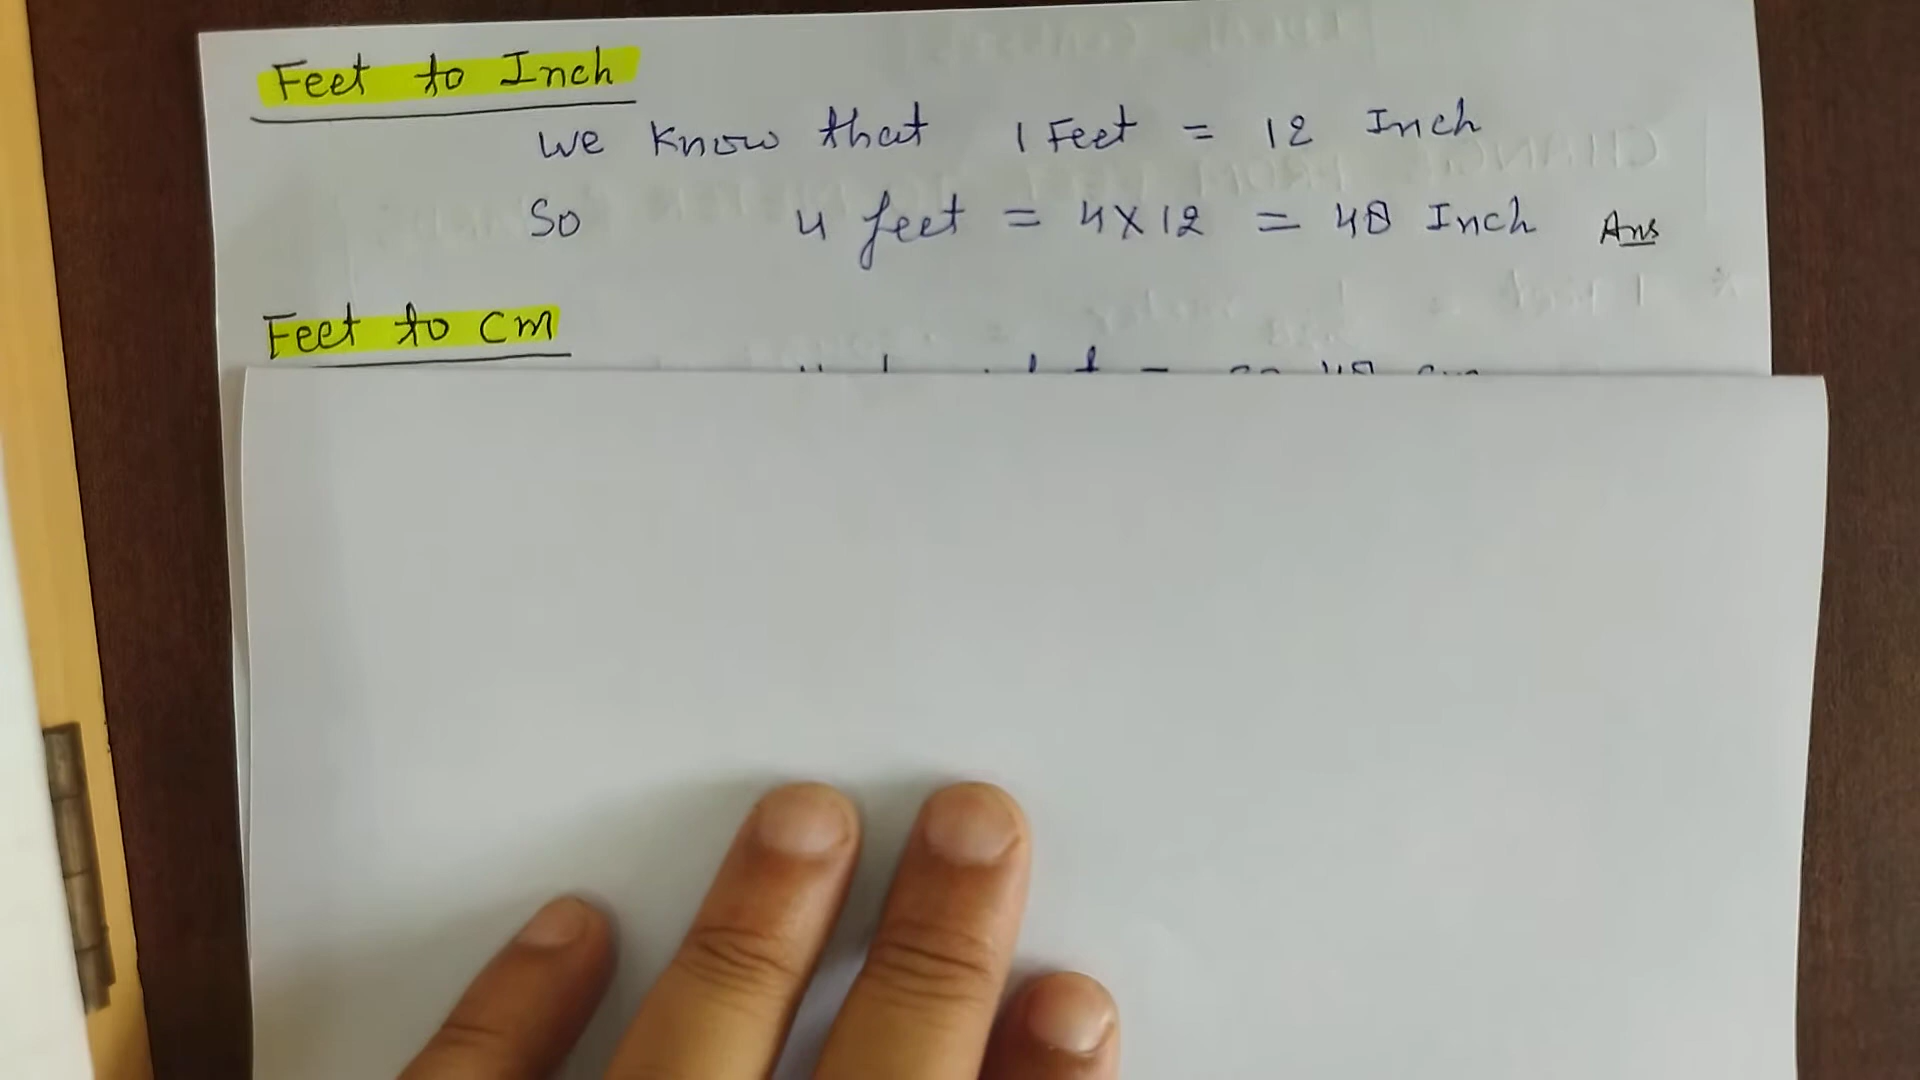 Feet to Inch
We know that 1 Feet = 12 Inch
So 4 feet = 4X12 = 48 Inch Ans
Feet to cm